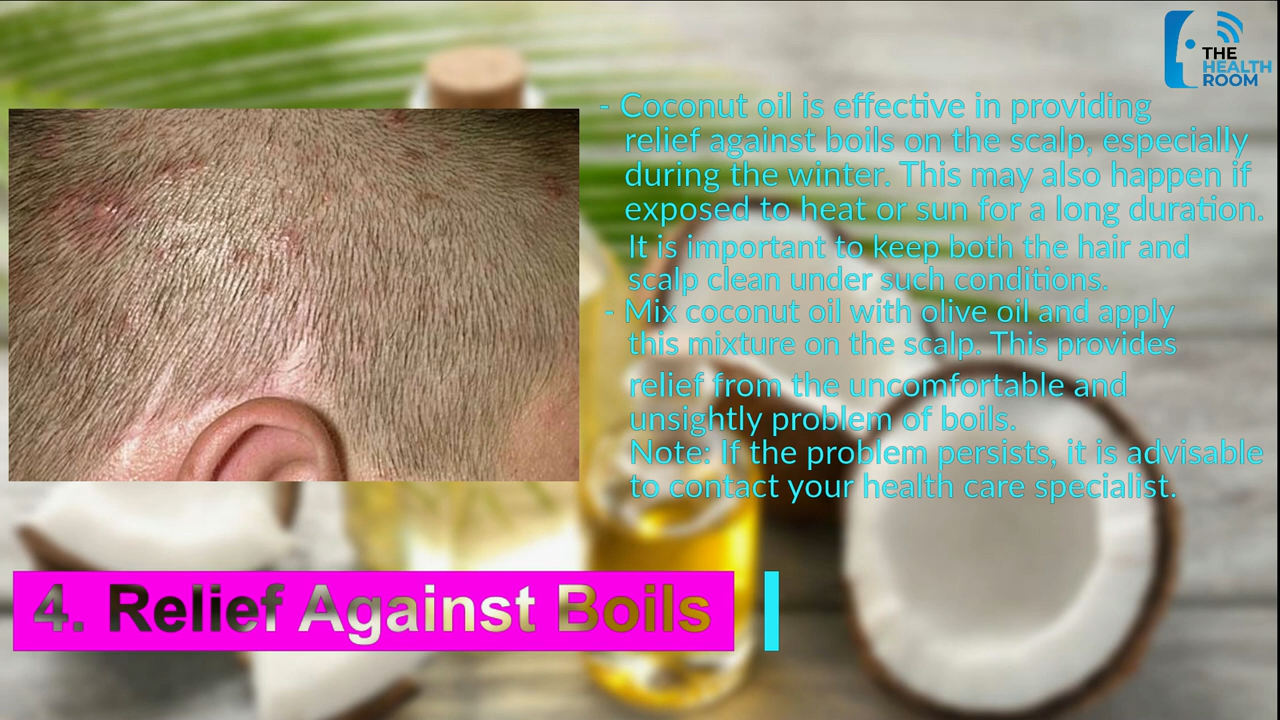 THE
HEALTH
ROOM
- Coconut oil is effective in providing
relief against boils on the scalp, especially
during the winter. This may also happen if
exposed to heat or sun for a long duration.
It is important to keep both the hair and
scalp clean under such conditions.
- Mix coconut oil with olive oil and apply
this mixture on the scalp. This provides
relief from the uncomfortable and
unsightly problem of boils.
Note: If the problem persists, it is advisable
to contact your health care specialist.
4. Relief Against Boils